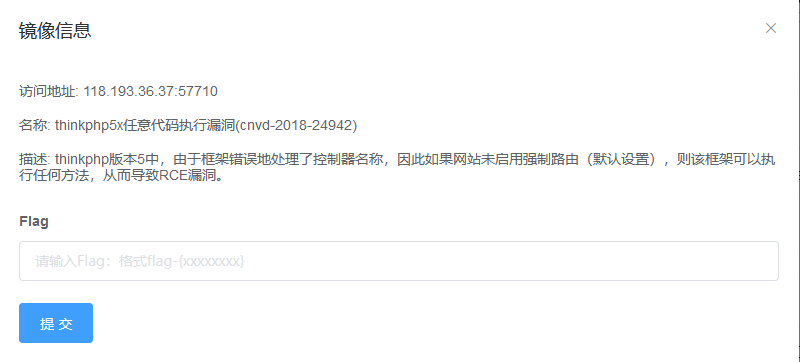 镜像信息
访问地址: 118.193.36.37:57710
名称: thinkphp5x任意代码执行漏洞(cnvd-2018-24942)
描述: thinkphp版本5中，由于框架错误地处理了控制器名称，因此如果网站未启用强制路由（默认设置），则该框架可以执
行任何方法，从而导致RCE漏洞。
Flag
请输入Flag：格式flag-{xxxxxxxx}
提 交